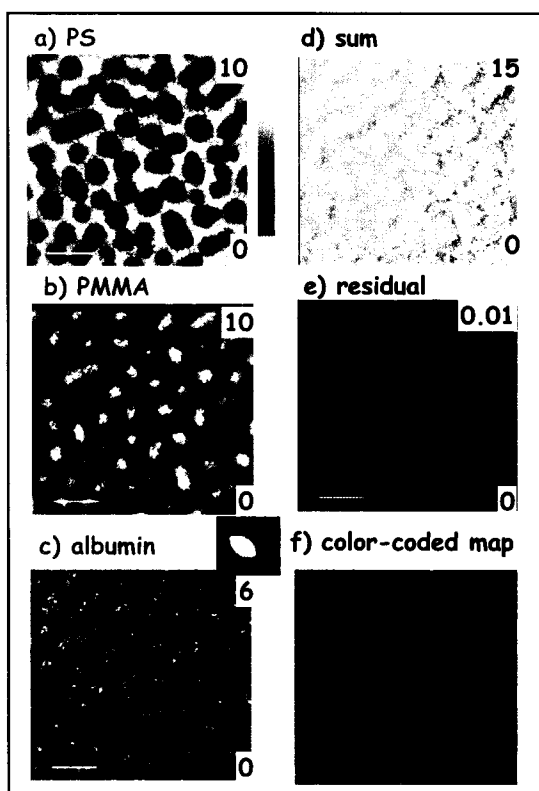 a) PS
10
0
d) sum
15
0
b) PMMA
10
0
e) residual
0.01
0
c) albumin
6
0
f) color-coded map